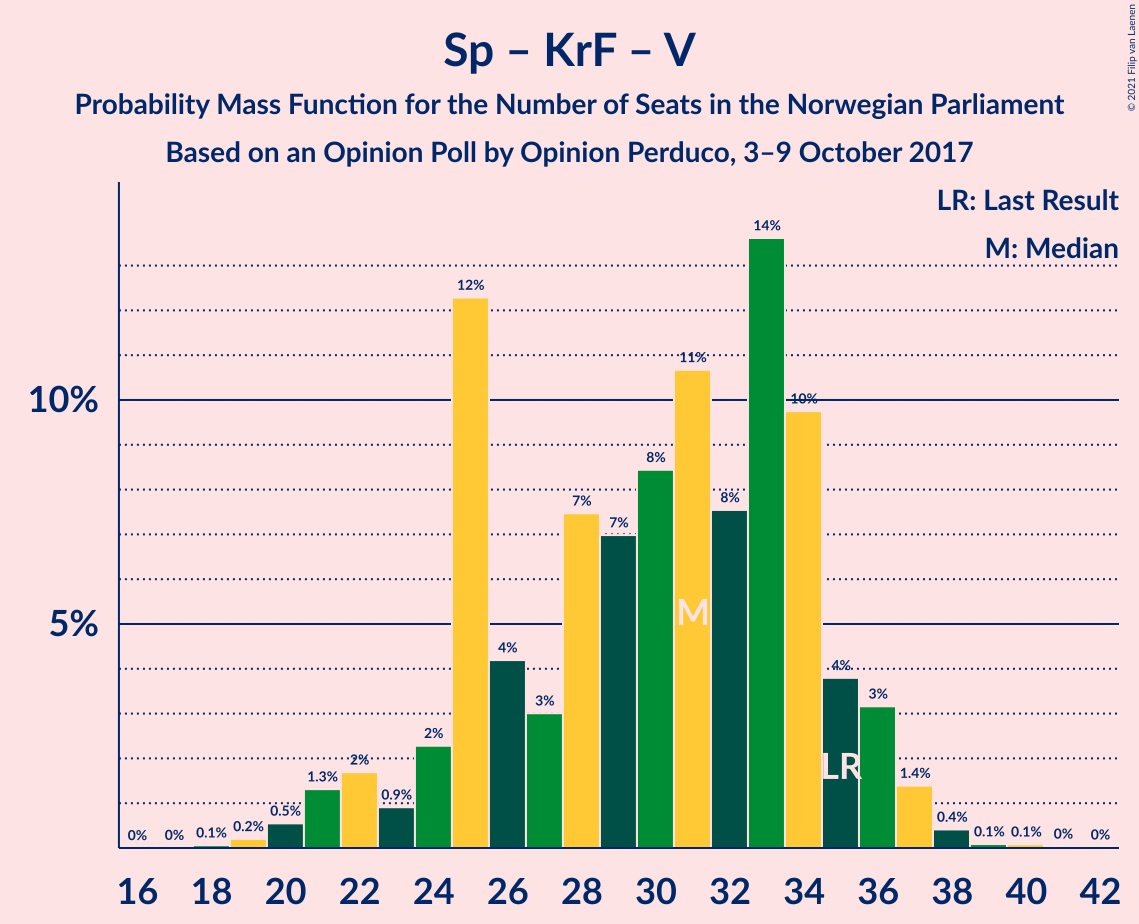 Sp – KrF – V
Probability Mass Function for the Number of Seats in the Norwegian Parliament
Based on an Opinion Poll by Opinion Perduco, 3–9 October 2017
© 2021 Filip van Laenen
LR: Last Result
M: Median
10%
5%
0% 0% 0.1% 0.2% 0.5% 1.3% 2% 0.9% 2% 12% 4% 3% 7% 7% 8% 11% 8% 14% 10% 4% 3% 1.4% 0.4% 0.1% 0.1% 0% 0%
M
LR
16 18 20 22 24 26 28 30 32 34 36 38 40 42